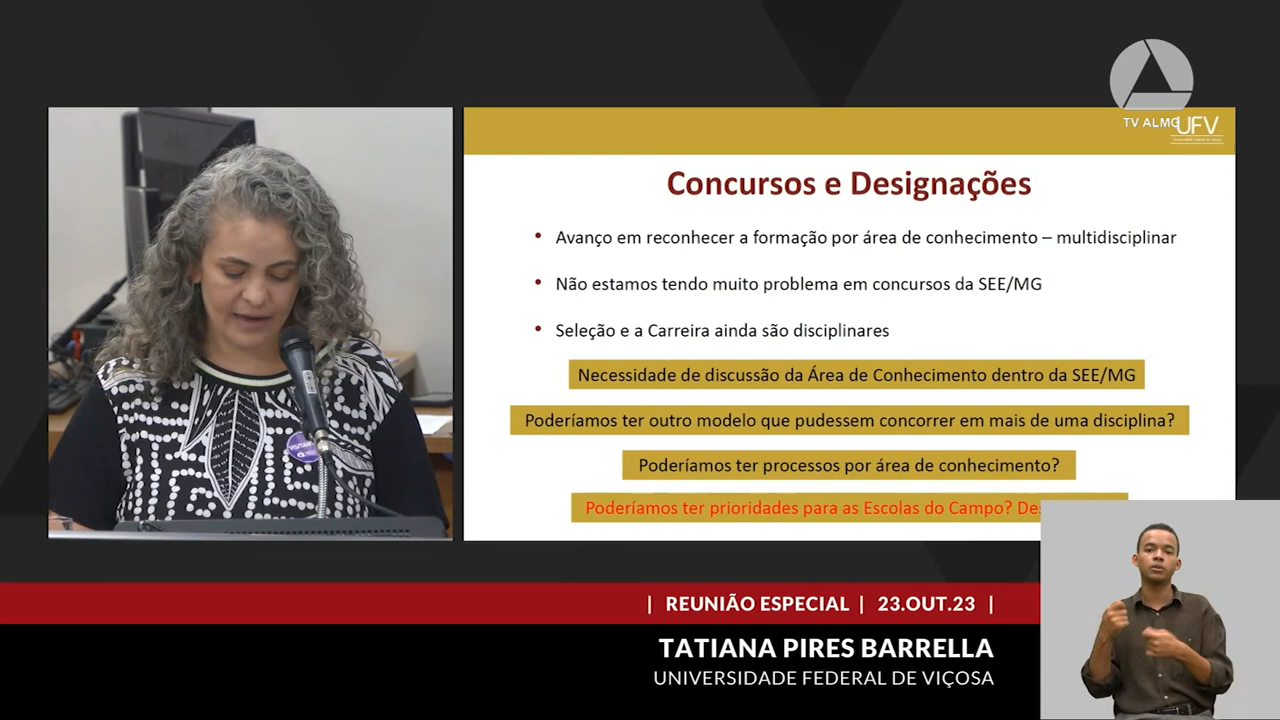 TV ALMG
UFV
Concursos e Designações
• Avanço em reconhecer a formação por área de conhecimento – multidisciplinar
• Não estamos tendo muito problema em concursos da SEE/MG
• Seleção e a Carreira ainda são disciplinares
Necessidade de discussão da Área de Conhecimento dentro da SEE/MG
Poderíamos ter outro modelo que pudessem concorrer em mais de uma disciplina?
Poderíamos ter processos por área de conhecimento?
Poderíamos ter prioridades para as Escolas do Campo?
| REUNIÃO ESPECIAL | 23.OUT.23 |
TATIANA PIRES BARRELLA
UNIVERSIDADE FEDERAL DE VIÇOSA